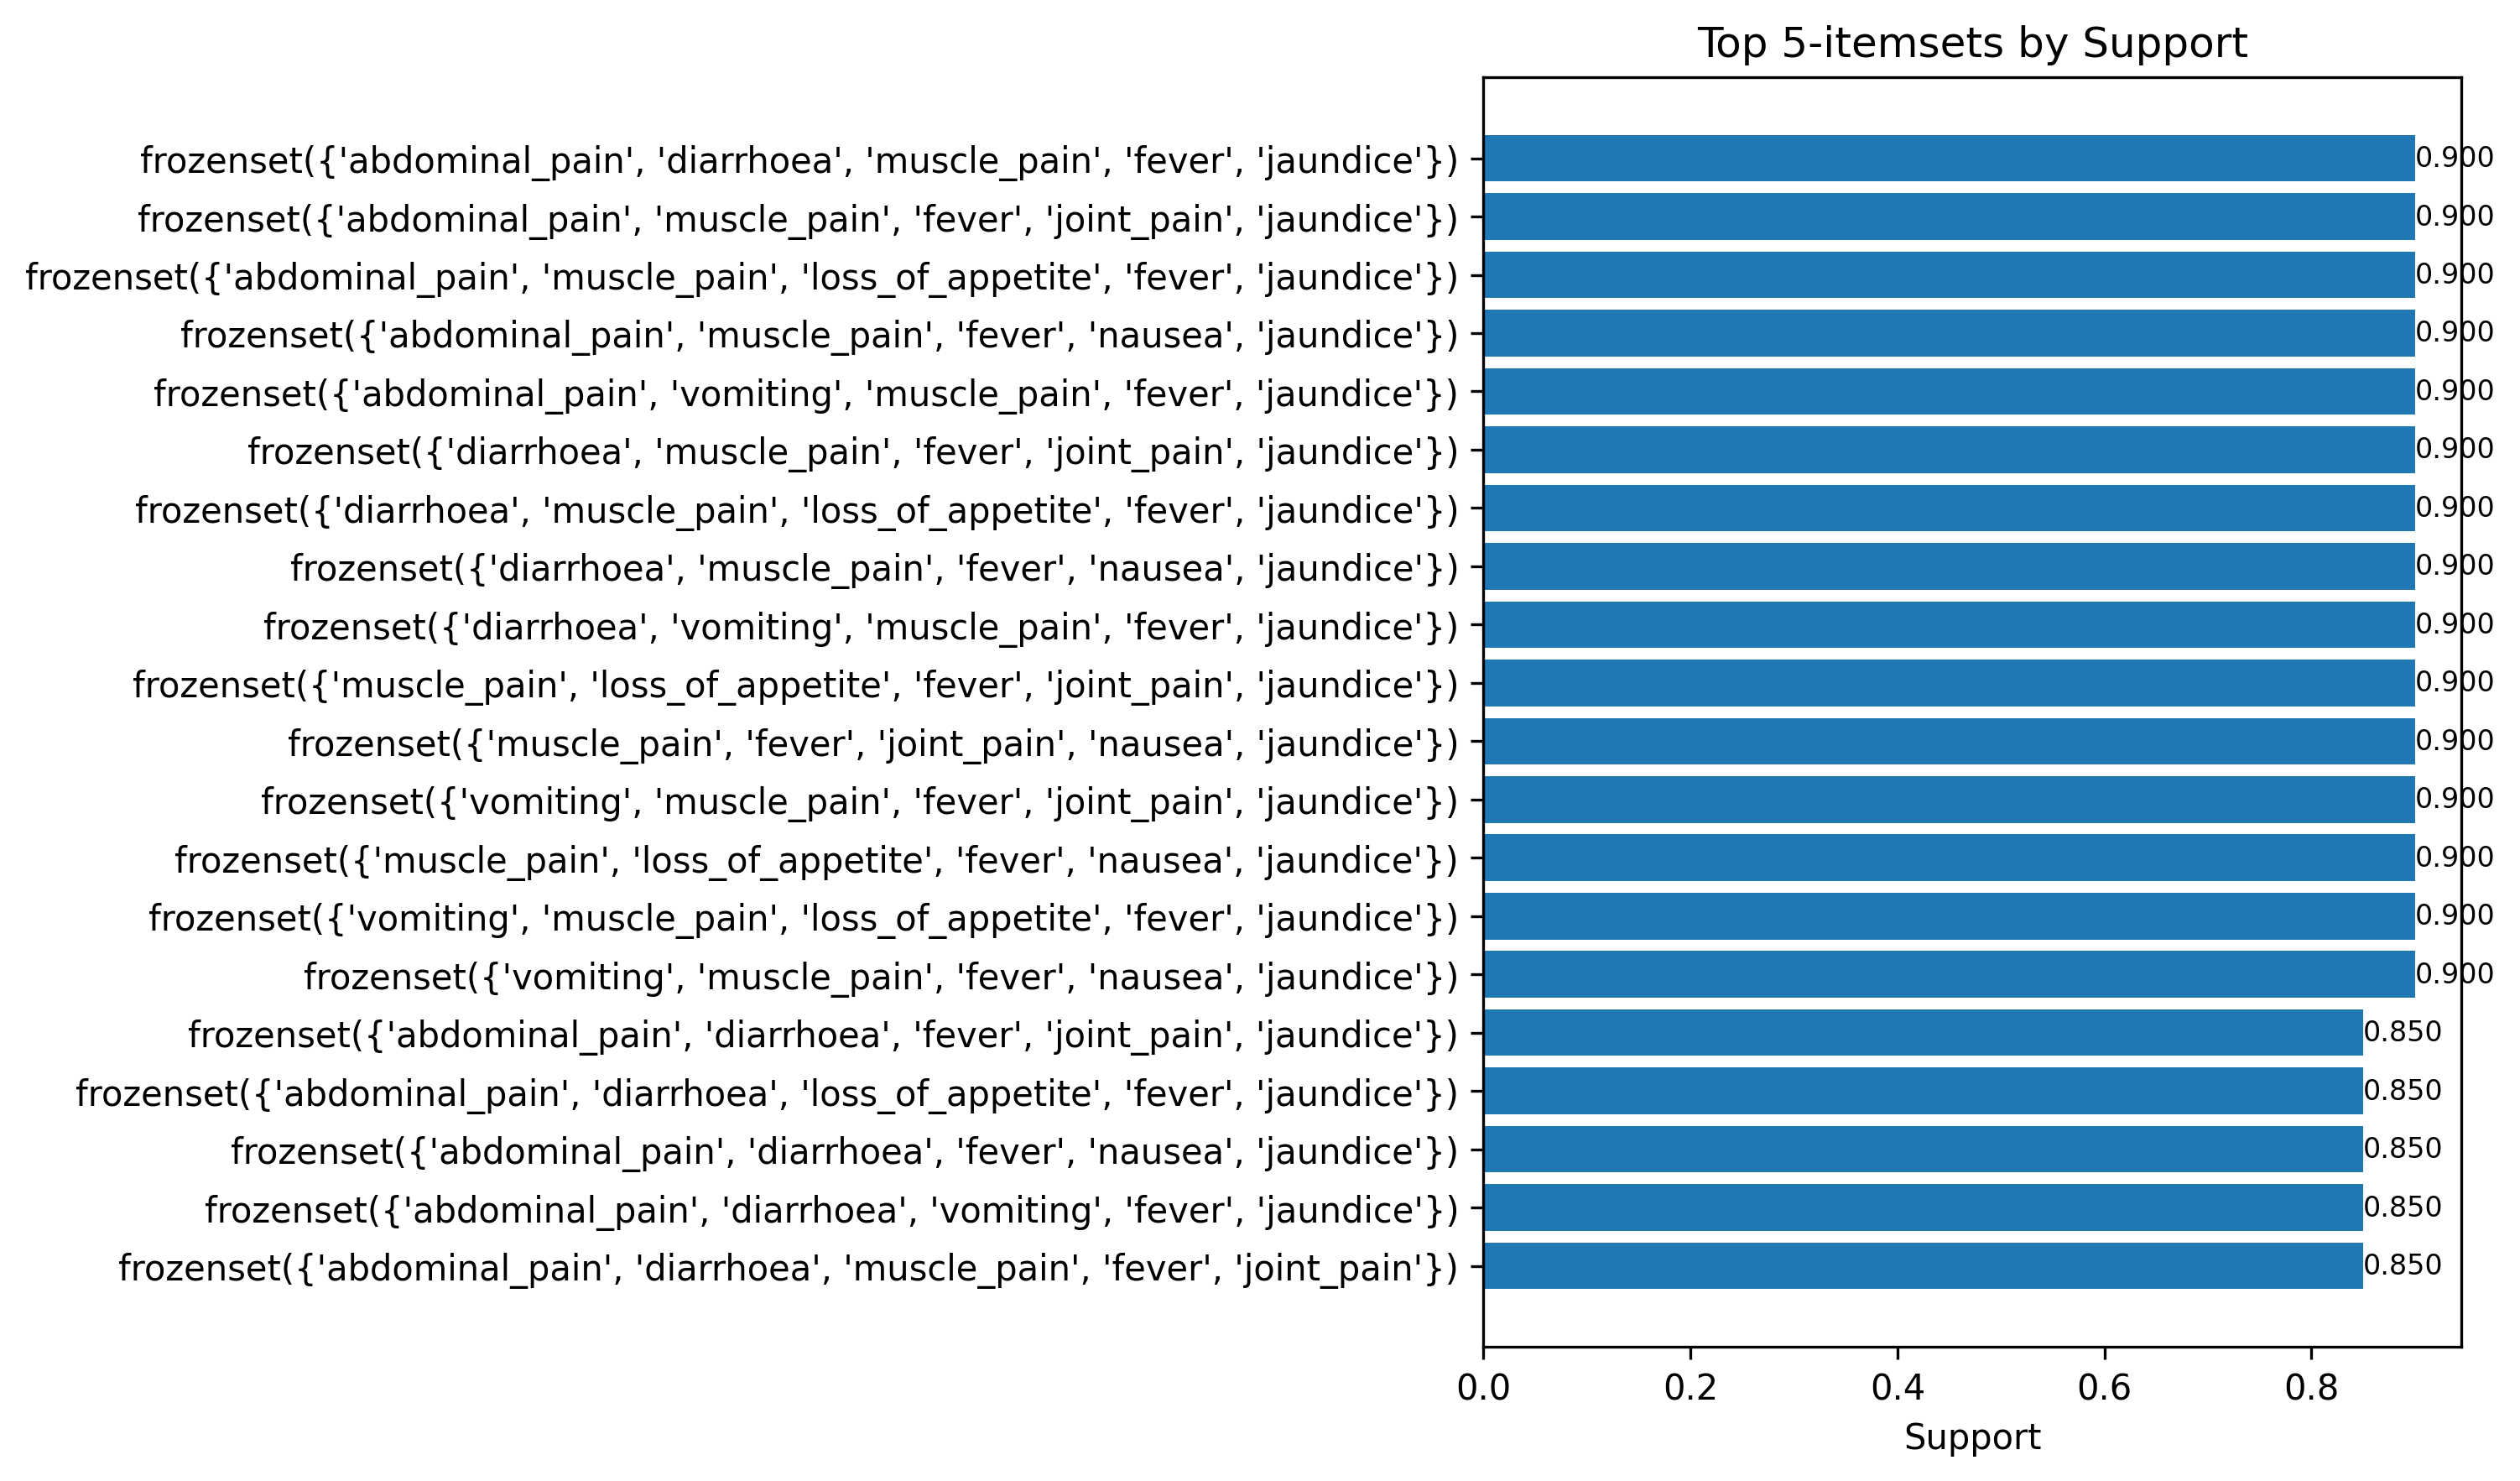 Top 5-itemsets by Support
frozenset({'abdominal_pain', 'diarrhoea', 'muscle_pain', 'fever', 'jaundice'}) 0.900
frozenset({'abdominal_pain', 'muscle_pain', 'fever', 'joint_pain', 'jaundice'}) 0.900
frozenset({'abdominal_pain', 'muscle_pain', 'loss_of_appetite', 'fever', 'jaundice'}) 0.900
frozenset({'abdominal_pain', 'muscle_pain', 'fever', 'nausea', 'jaundice'}) 0.900
frozenset({'abdominal_pain', 'vomiting', 'muscle_pain', 'fever', 'jaundice'}) 0.900
frozenset({'diarrhoea', 'muscle_pain', 'fever', 'joint_pain', 'jaundice'}) 0.900
frozenset({'diarrhoea', 'muscle_pain', 'loss_of_appetite', 'fever', 'jaundice'}) 0.900
frozenset({'diarrhoea', 'muscle_pain', 'fever', 'nausea', 'jaundice'}) 0.900
frozenset({'diarrhoea', 'vomiting', 'muscle_pain', 'fever', 'jaundice'}) 0.900
frozenset({'muscle_pain', 'loss_of_appetite', 'fever', 'joint_pain', 'jaundice'}) 0.900
frozenset({'muscle_pain', 'fever', 'joint_pain', 'nausea', 'jaundice'}) 0.900
frozenset({'vomiting', 'muscle_pain', 'fever', 'joint_pain', 'jaundice'}) 0.900
frozenset({'muscle_pain', 'loss_of_appetite', 'fever', 'nausea', 'jaundice'}) 0.900
frozenset({'vomiting', 'muscle_pain', 'loss_of_appetite', 'fever', 'jaundice'}) 0.900
frozenset({'vomiting', 'muscle_pain', 'fever', 'nausea', 'jaundice'}) 0.900
frozenset({'abdominal_pain', 'diarrhoea', 'fever', 'joint_pain', 'jaundice'}) 0.850
frozenset({'abdominal_pain', 'diarrhoea', 'loss_of_appetite', 'fever', 'jaundice'}) 0.850
frozenset({'abdominal_pain', 'diarrhoea', 'fever', 'nausea', 'jaundice'}) 0.850
frozenset({'abdominal_pain', 'diarrhoea', 'vomiting', 'fever', 'jaundice'}) 0.850
frozenset({'abdominal_pain', 'diarrhoea', 'muscle_pain', 'fever', 'joint_pain'}) 0.850
0.0 0.2 0.4 0.6 0.8
Support